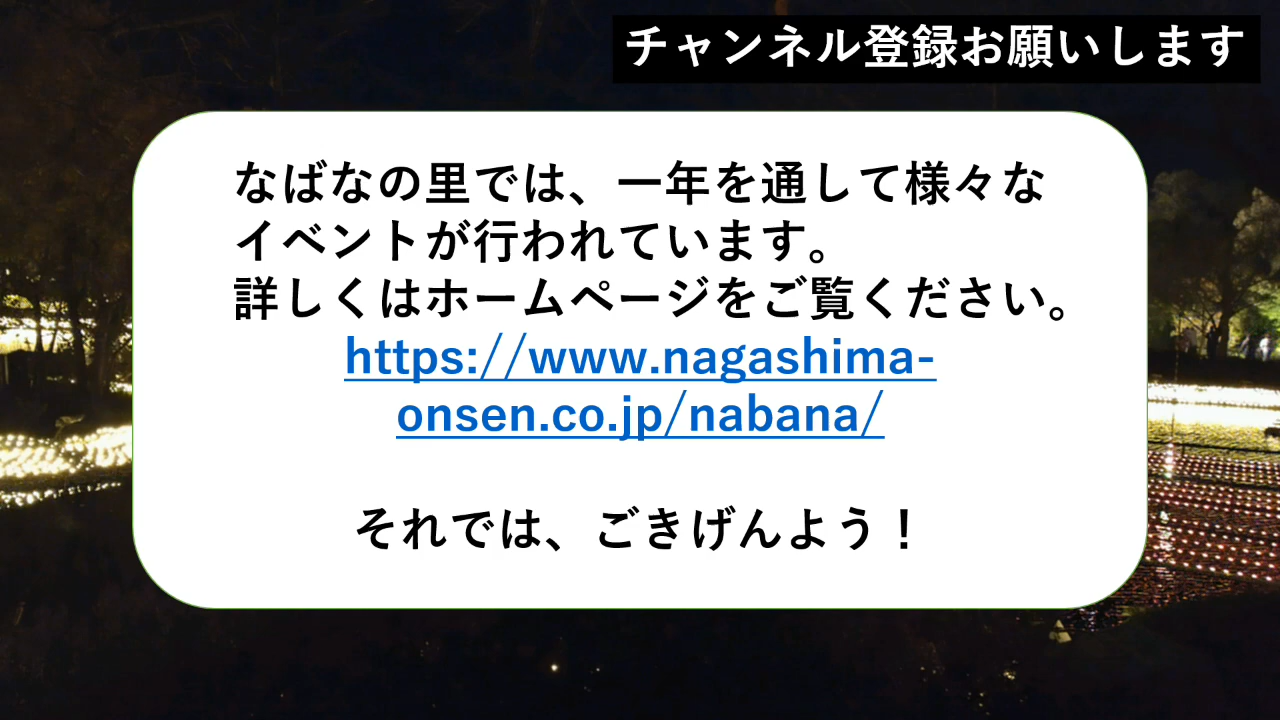 チャンネル登録お願いします
なばなの里では、一年を通して様々な
イベントが行われています。
詳しくはホームページをご覧ください。
https://www.nagashima-
onsen.co.jp/nabana/
それでは、ごきげんよう！